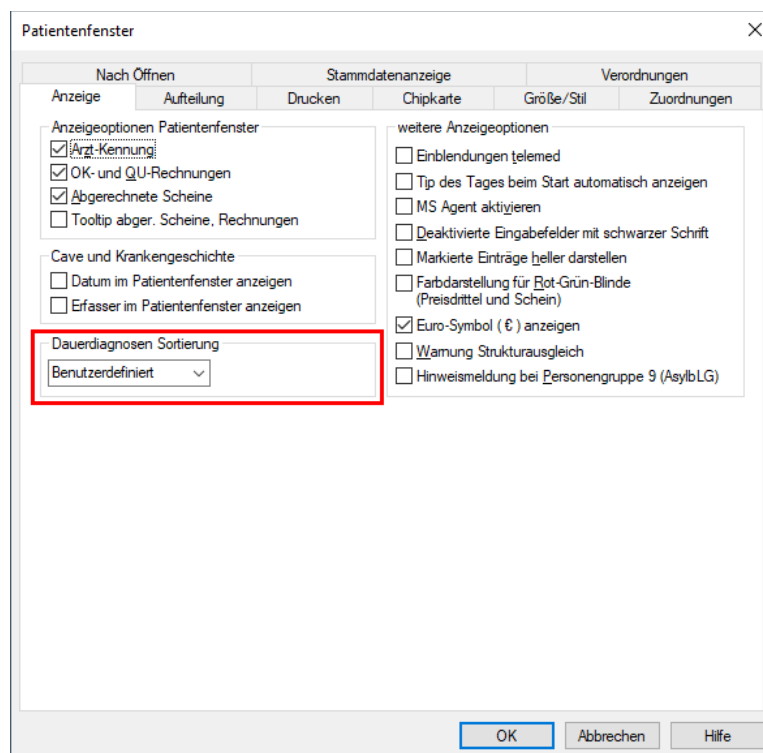 Patientenfenster
Nach Öffnen
Stammdatenanzeige
Verordnungen
Anzeige
Aufteilung
Drucken
Chipkarte
Größe/Stil
Zuordnungen
Anzeigeoptionen Patientenfenster
Arzt-Kennung
OK- und QU-Rechnungen
Abgerechnete Scheine
Tooltip abger. Scheine, Rechnungen
Cave und Krankengeschichte
Datum im Patientenfenster anzeigen
Erfasser im Patientenfenster anzeigen
Dauerdiagnosen Sortierung
Benutzerdefiniert
weitere Anzeigeoptionen
Einblendungen telemed
Tip des Tages beim Start automatisch anzeigen
MS Agent aktivieren
Deaktivierte Eingabefelder mit schwarzer Schrift
Markierte Einträge heller darstellen
Farbdarstellung für Rot-Grün-Blinde
(Preisdrittel und Schein)
Euro-Symbol ( € ) anzeigen
Warnung Strukturausgleich
Hinweismeldung bei Personengruppe 9 (AsylbLG)
OK
Abbrechen
Hilfe